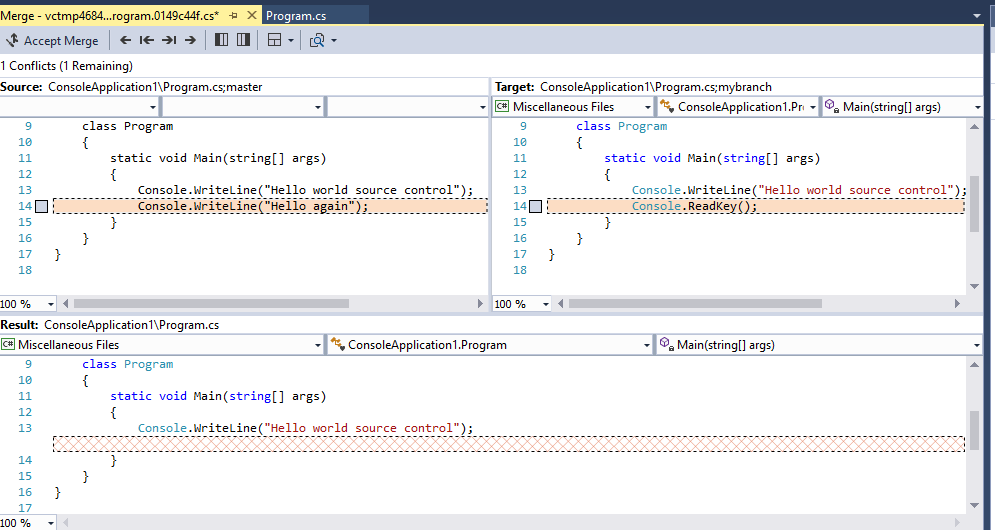 Merge - vctmp4684...rogram.0149c44f.cs* Program.cs
Accept Merge
1 Conflicts (1 Remaining)
Source: ConsoleApplication1\Program.cs;master
9 class Program
10 {
11 static void Main(string[] args)
12 {
13 Console.WriteLine("Hello world source control");
14 Console.WriteLine("Hello again");
15 }
16 }
17 }
18
100 %
Target: ConsoleApplication1\Program.cs;mybranch
C# Miscellaneous Files ConsoleApplication1.Pr Main(string[] args)
9 class Program
10 {
11 static void Main(string[] args)
12 {
13 Console.WriteLine("Hello world source control");
14 Console.ReadKey();
15 }
16 }
17 }
18
100 %
Result: ConsoleApplication1\Program.cs
C# Miscellaneous Files ConsoleApplication1.Program Main(string[] args)
9 class Program
10 {
11 static void Main(string[] args)
12 {
13 Console.WriteLine("Hello world source control");
14 }
15 }
16 }
17
100 %